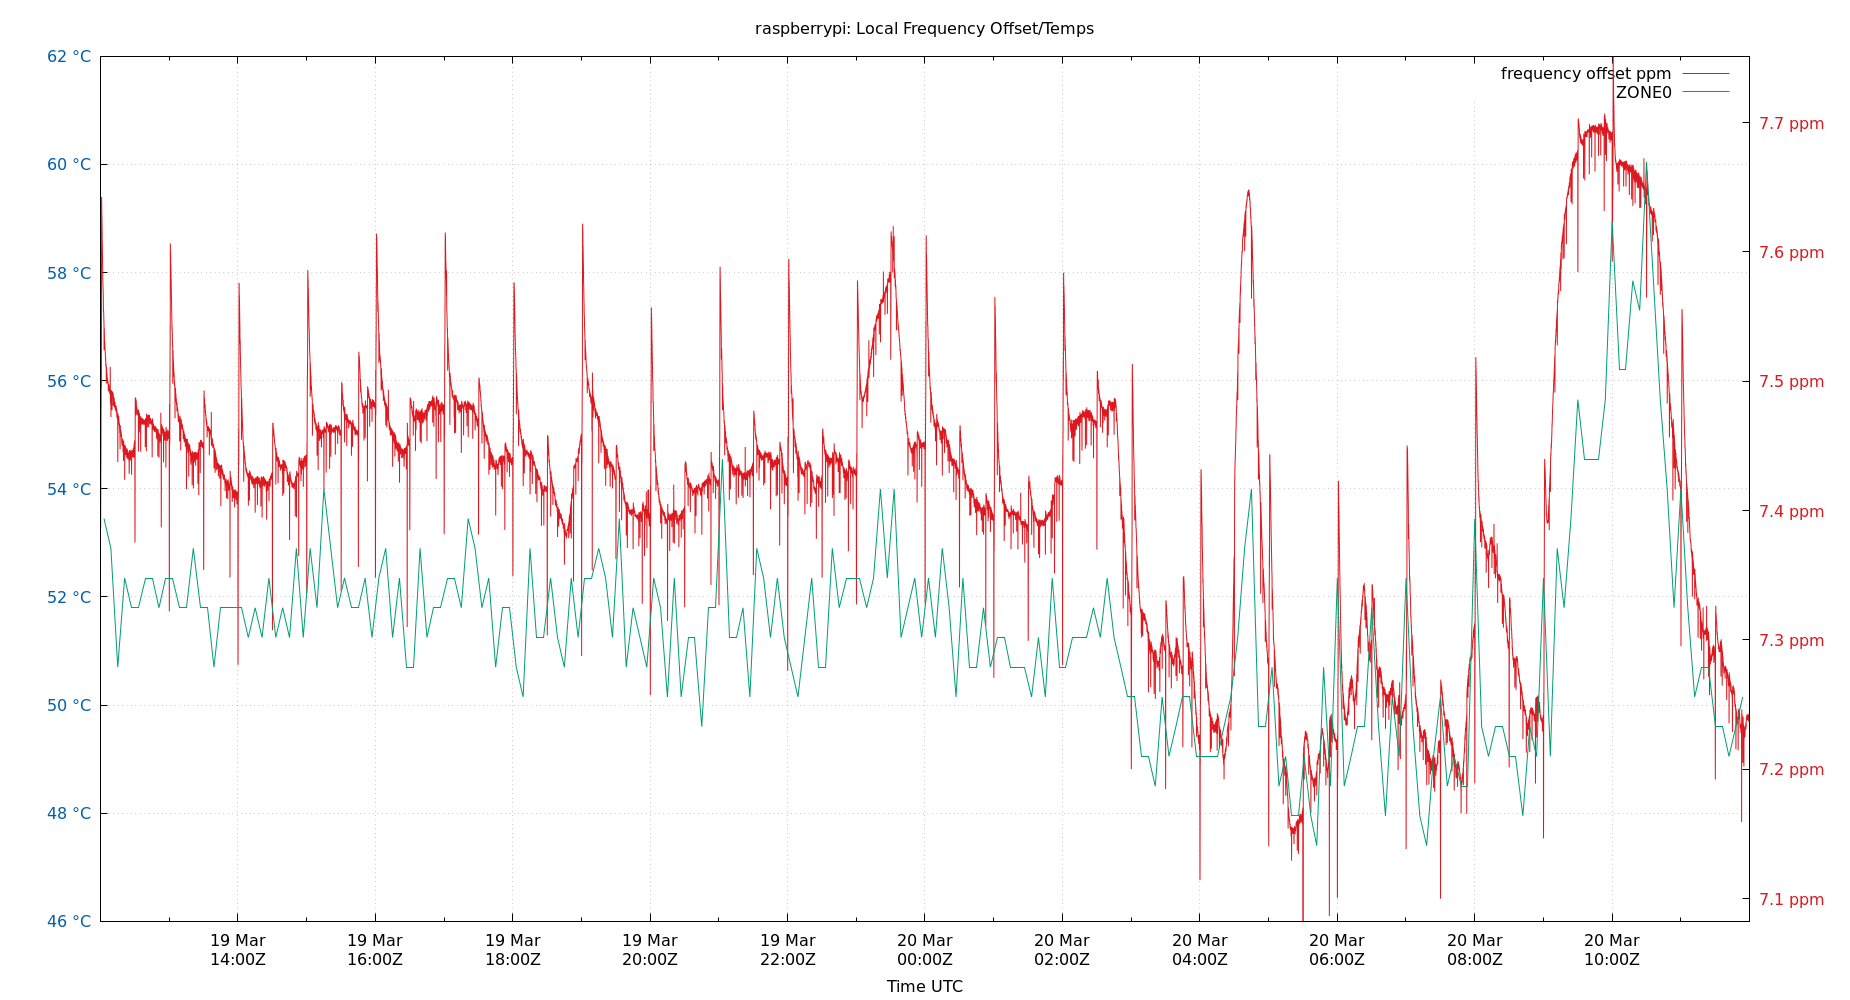 raspberrypi: Local Frequency Offset/Temps
62 °C
60 °C
58 °C
56 °C
54 °C
52 °C
50 °C
48 °C
46 °C
frequency offset ppm
ZONE0
7.7 ppm
7.6 ppm
7.5 ppm
7.4 ppm
7.3 ppm
7.2 ppm
7.1 ppm
19 Mar 19 Mar 19 Mar 19 Mar 19 Mar 20 Mar 20 Mar 20 Mar 20 Mar 20 Mar 20 Mar
14:00Z 16:00Z 18:00Z 20:00Z 22:00Z 00:00Z 02:00Z 04:00Z 06:00Z 08:00Z 10:00Z
Time UTC